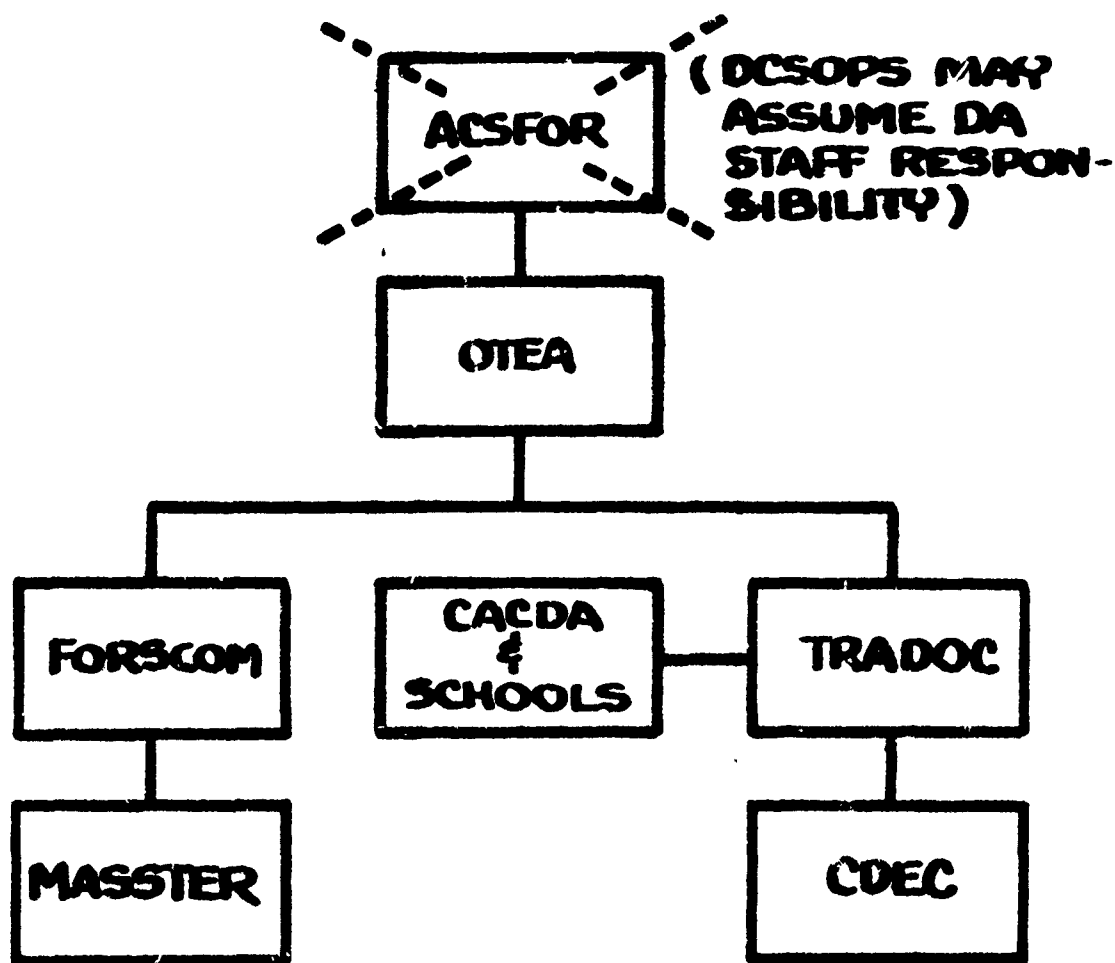 ACSFOR
( DCSOPS MAY
ASSUME DA
STAFF RESPON-
SIBILITY )
OTEA
FORSCOM
CACDA
&
SCHOOLS
TRADOC
MASSTER
CDEC